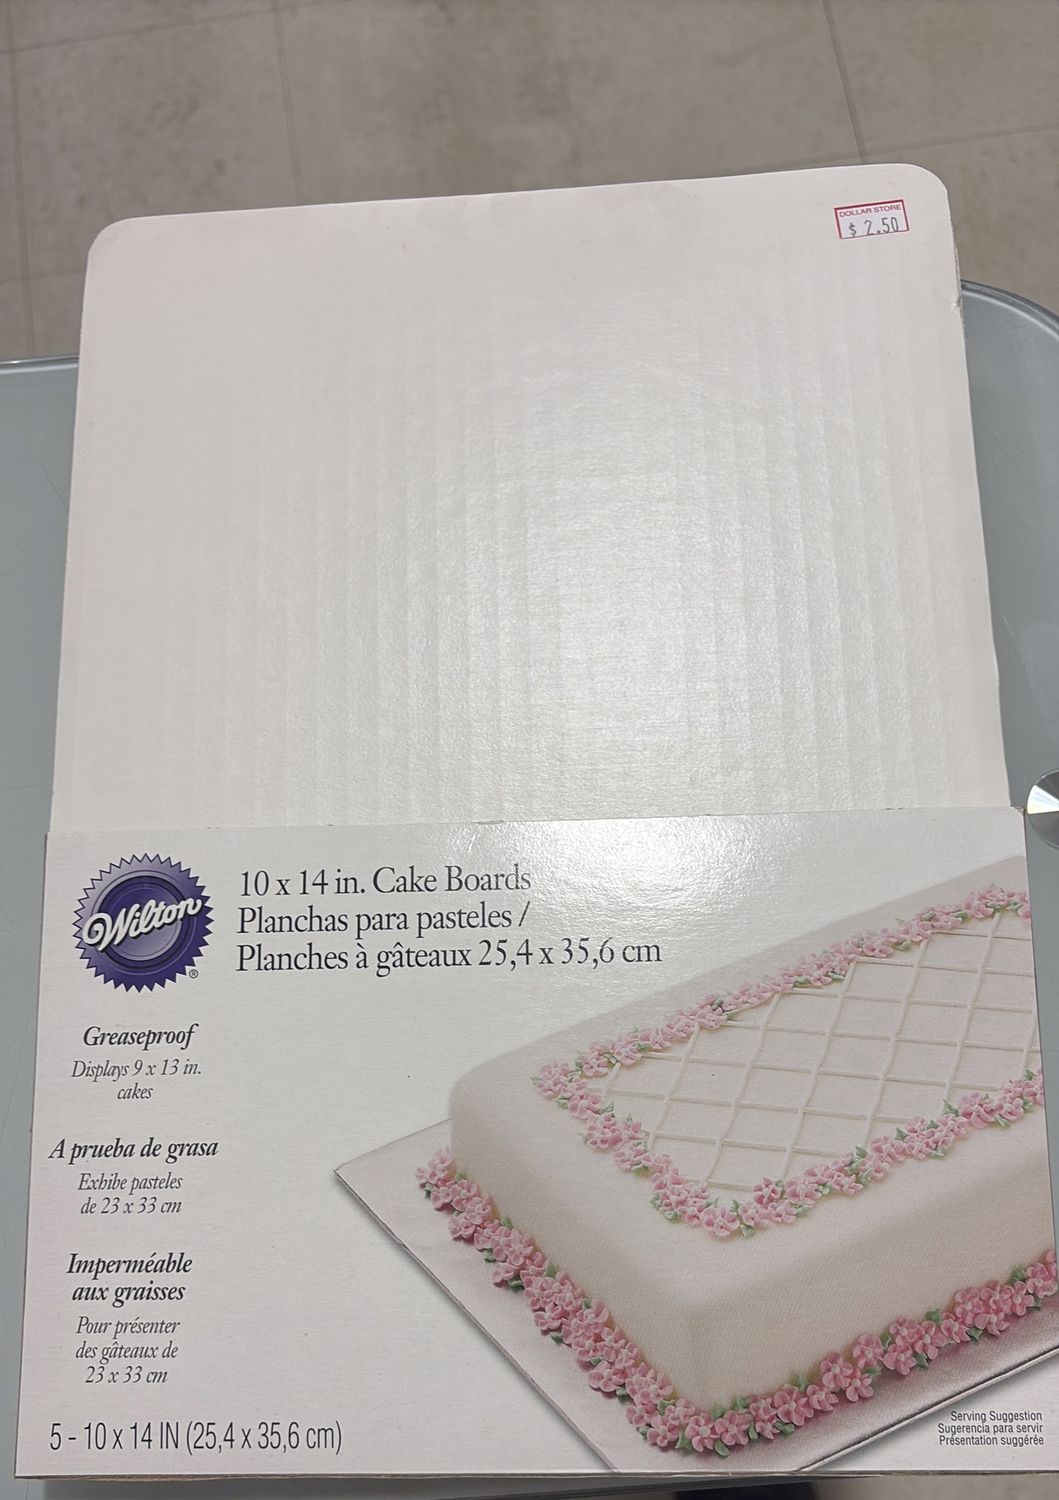 DOLLAR STORE
$ 2.50
Wilton®
10 x 14 in. Cake Boards
Planchas para pasteles /
Planches à gâteaux 25,4 x 35,6 cm
Greaseproof
Displays 9 x 13 in.
cakes
A prueba de grasa
Exhibe pasteles
de 23 x 33 cm
Imperméable
aux graisses
Pour présenter
des gâteaux de
23 x 33 cm
5 - 10 x 14 IN (25,4 x 35,6 cm)
Serving Suggestion
Sugerencia para servir
Présentation suggérée